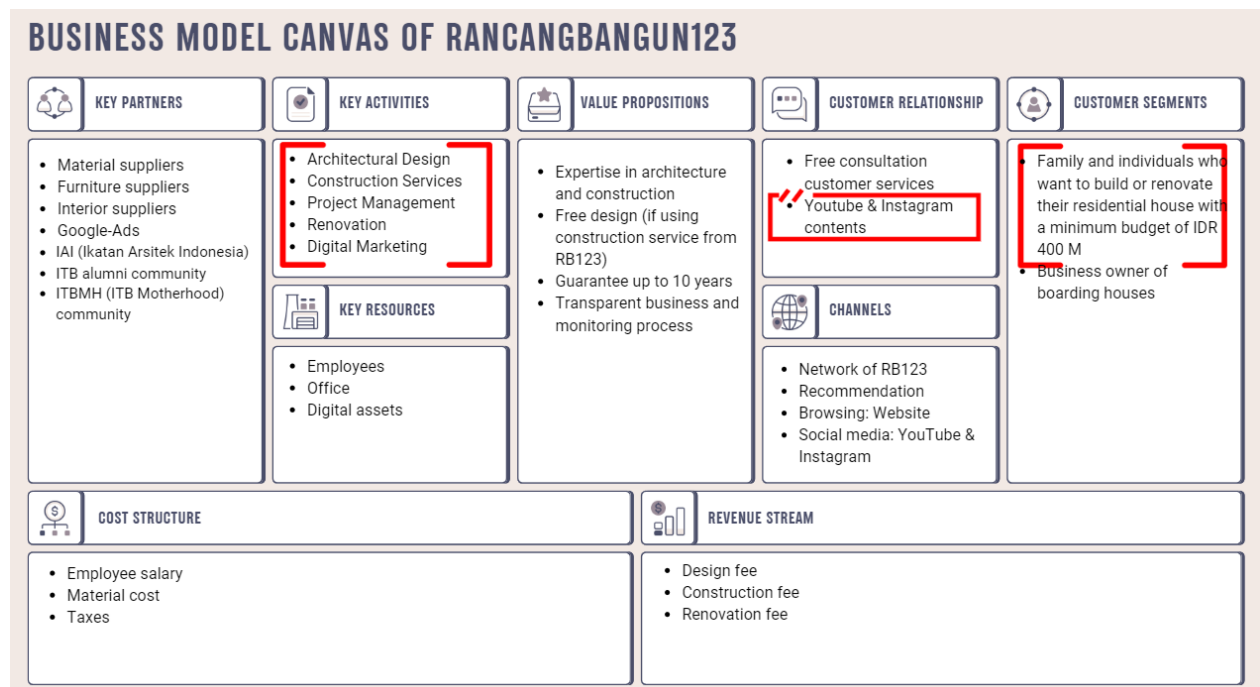 BUSINESS MODEL CANVAS OF RANCANGBANGUN123
KEY PARTNERS
• Material suppliers
• Furniture suppliers
• Interior suppliers
• Google-Ads
• IAI (Ikatan Arsitek Indonesia)
• ITB alumni community
• ITBMH (ITB Motherhood)
community
KEY ACTIVITIES
• Architectural Design
• Construction Services
• Project Management
• Renovation
• Digital Marketing
KEY RESOURCES
• Employees
• Office
• Digital assets
VALUE PROPOSITIONS
• Expertise in architecture
and construction
• Free design (if using
construction service from
RB123)
• Guarantee up to 10 years
• Transparent business and
monitoring process
CUSTOMER RELATIONSHIP
• Free consultation
customer services
• Youtube & Instagram
contents
CHANNELS
• Network of RB123
• Recommendation
• Browsing: Website
• Social media: YouTube &
Instagram
CUSTOMER SEGMENTS
• Family and individuals who
want to build or renovate
their residential house with
a minimum budget of IDR
400 M
• Business owner of
boarding houses
COST STRUCTURE
• Employee salary
• Material cost
• Taxes
REVENUE STREAM
• Design fee
• Construction fee
• Renovation fee